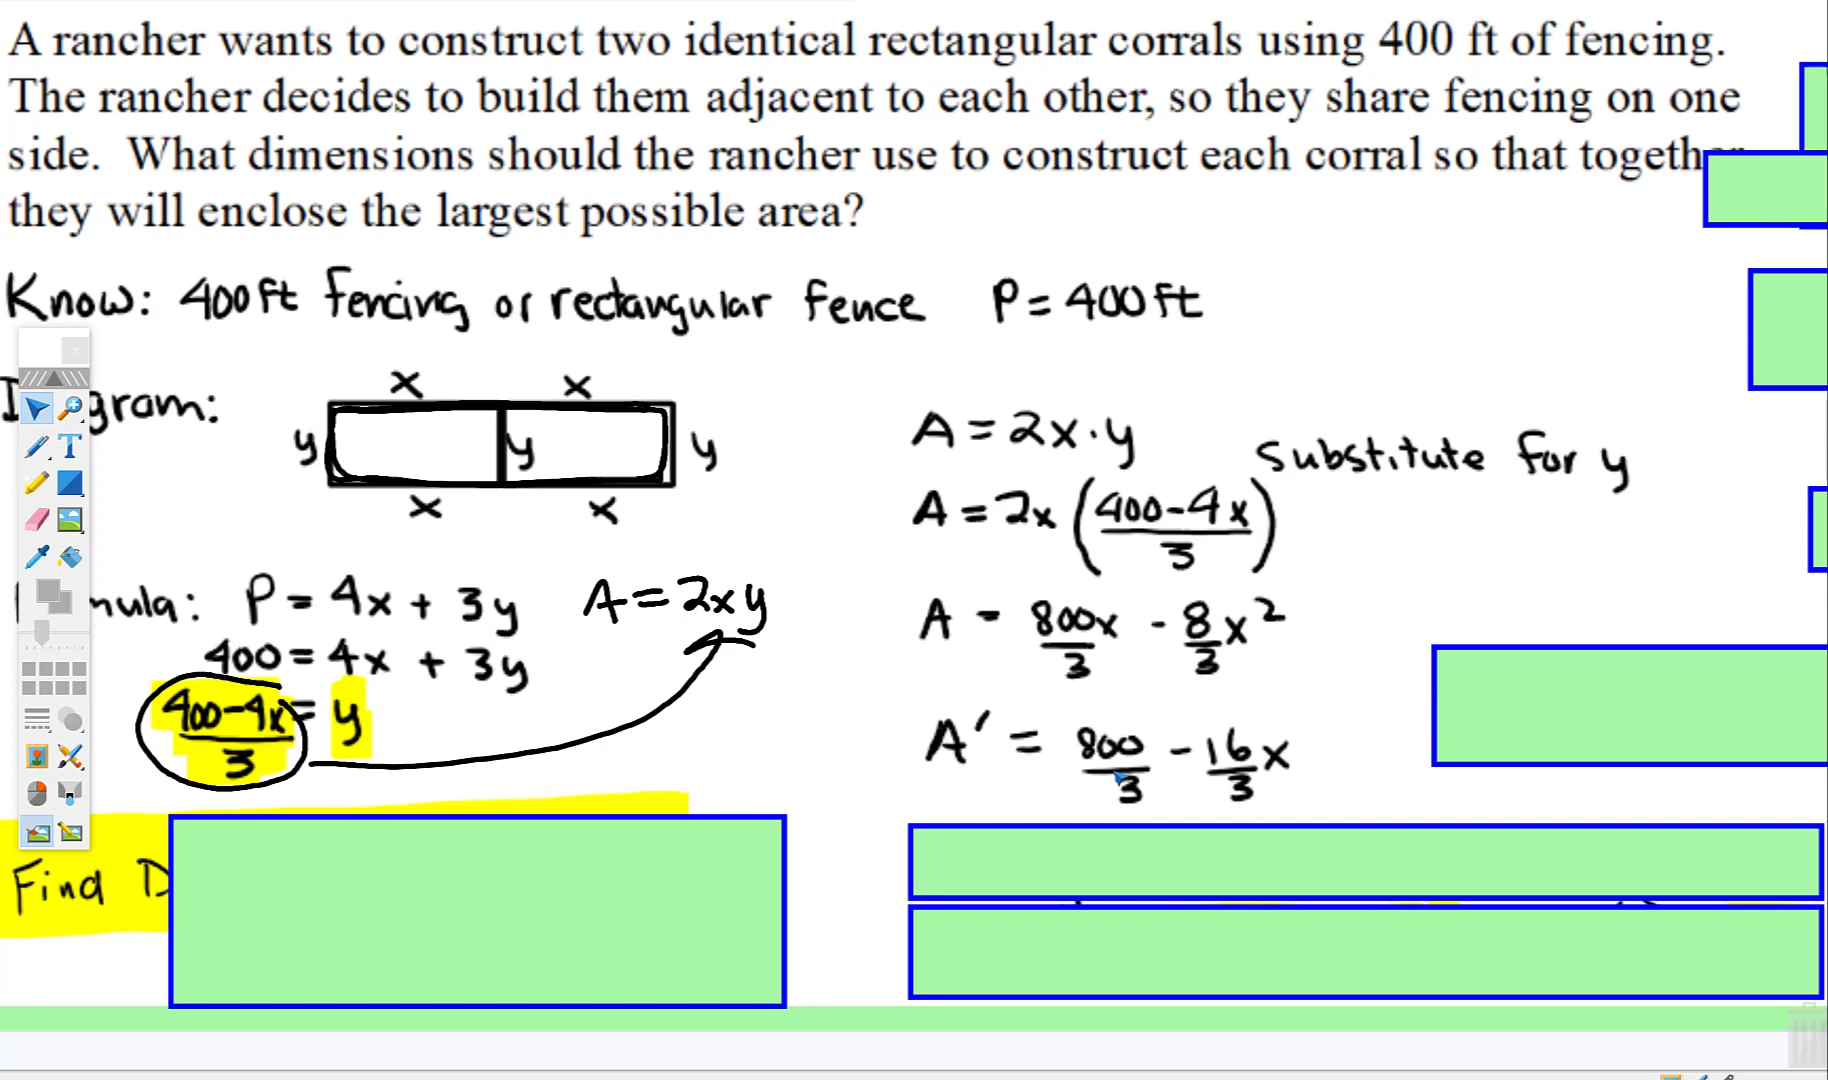 A rancher wants to construct two identical rectangular corrals using 400 ft of fencing.
The rancher decides to build them adjacent to each other, so they share fencing on one
side. What dimensions should the rancher use to construct each corral so that
they will enclose the largest possible area?
Know: 400ft fencing or rectangular fence P = 400 ft
gram:
x x
y y y
x x
A = 2x·y
Substitute for y
A = 2x (400-4x/3)
mula: P = 4x + 3y A = 2xy
A = 800x/3 - 8/3 x²
400 = 4x + 3y
400-4x/3 = y
A' = 800/3 - 16/3 x
Find D